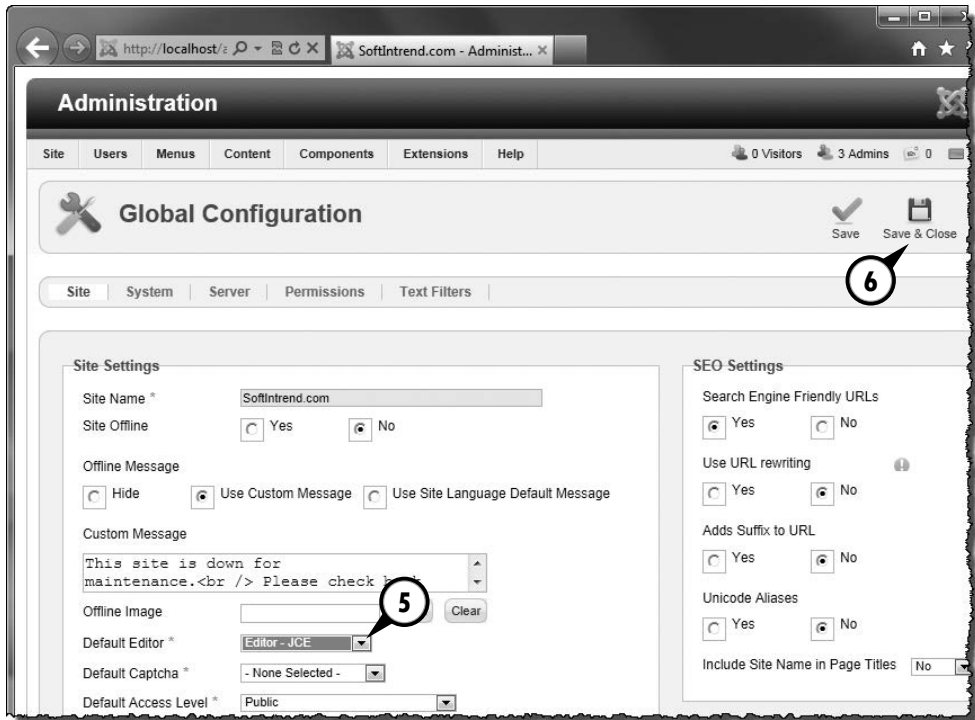 http://localhost/a
SoftIntrend.com - Administ...
Administration
Site Users Menus Content Components Extensions Help 0 Visitors 3 Admins 0
Global Configuration
Save Save & Close
6
Site System Server Permissions Text Filters
Site Settings
Site Name * SoftIntrend.com
Site Offline Yes No
Offline Message
Hide Use Custom Message Use Site Language Default Message
Custom Message
This site is down for
maintenance.<br /> Please check
Offline Image Clear
5
Default Editor * Editor - JCE
Default Captcha * - None Selected -
Default Access Level * Public
SEO Settings
Search Engine Friendly URLs
Yes No
Use URL rewriting
Yes No
Adds Suffix to URL
Yes No
Unicode Aliases
Yes No
Include Site Name in Page Titles No